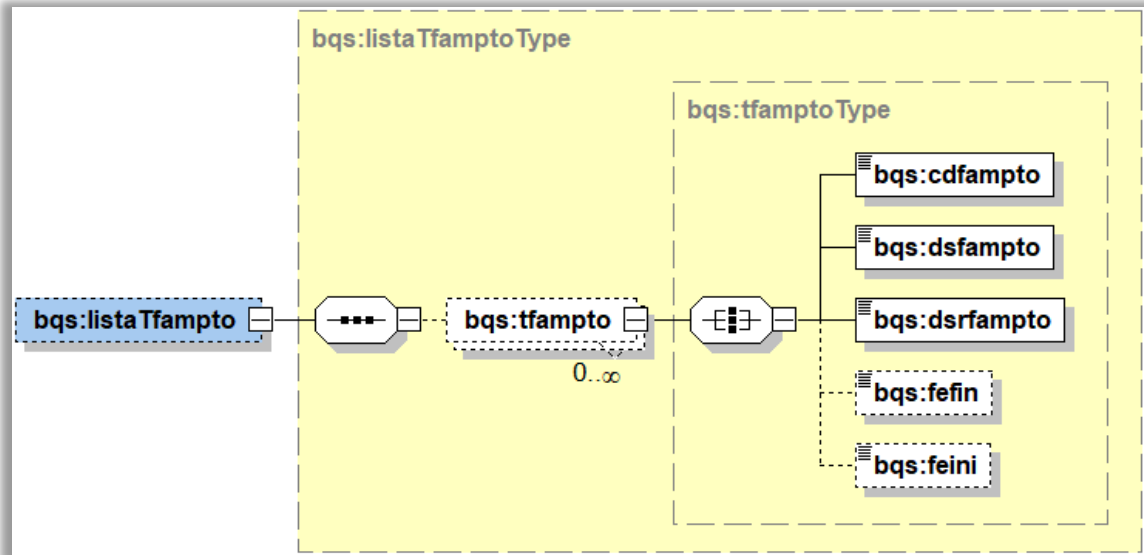 bqs:listaTfamptoType
bqs:tfamptoType
bqs:cdfampto
bqs:dsfampto
bqs:listaTfampto
bqs:tfampto
bqs:dsrfampto
0..∞
bqs:fefin
bqs:feini